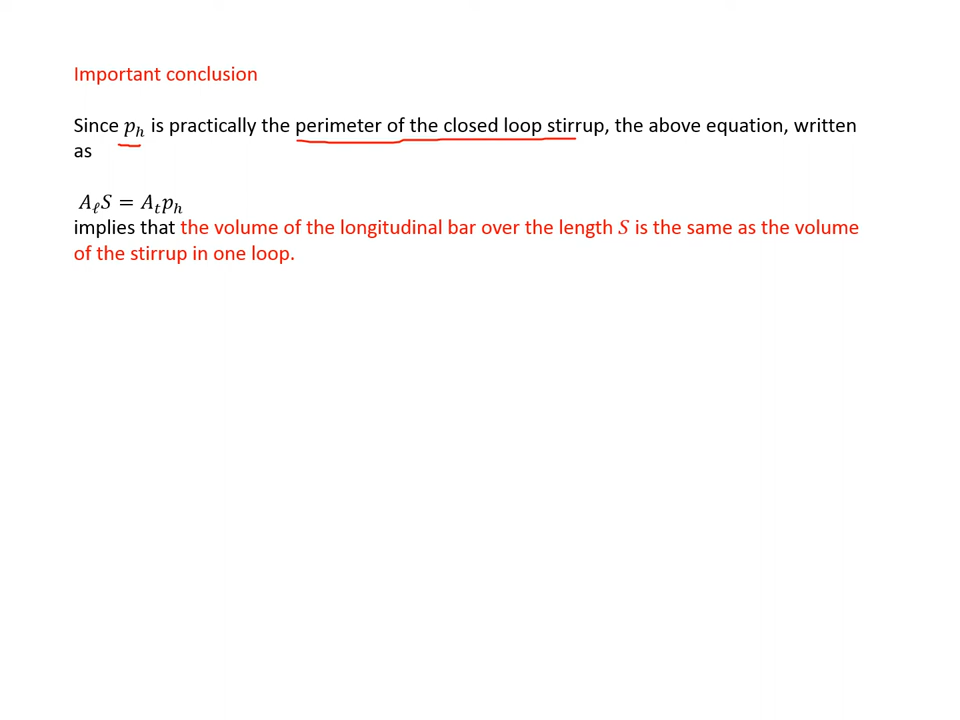 Important conclusion
Since 𝑝ₕ is practically the perimeter of the closed loop stirrup, the above equation, written
as
𝐴_ℓ 𝑆 = 𝐴ₜ𝑝ₕ
implies that the volume of the longitudinal bar over the length 𝑆 is the same as the volume
of the stirrup in one loop.